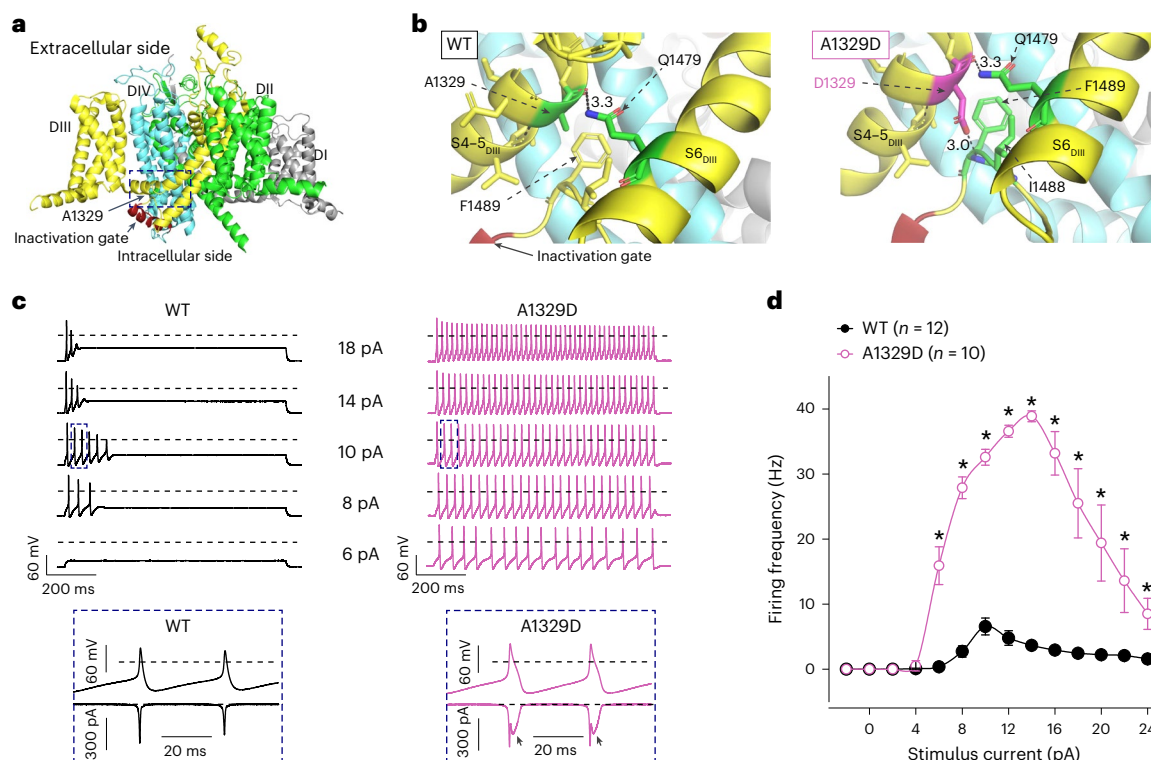 a
Extracellular side
DIV
DII
DIII
DI
A1329
Inactivation gate
Intracellular side
b
WT
A1329
Q1479
3.3
S4–5DIII
S6DIII
F1489
Inactivation gate
A1329D
D1329
3.3
Q1479
F1489
S4–5DIII
3.0
S6DIII
I1488
c
WT
A1329D
18 pA
14 pA
10 pA
8 pA
6 pA
60 mV
200 ms
60 mV
200 ms
WT
60 mV
300 pA
20 ms
A1329D
60 mV
300 pA
20 ms
d
WT (n = 12)
A1329D (n = 10)
Firing frequency (Hz)
40
30
20
10
0
* * * * * * * * * *
0 4 8 12 16 20 24
Stimulus current (pA)